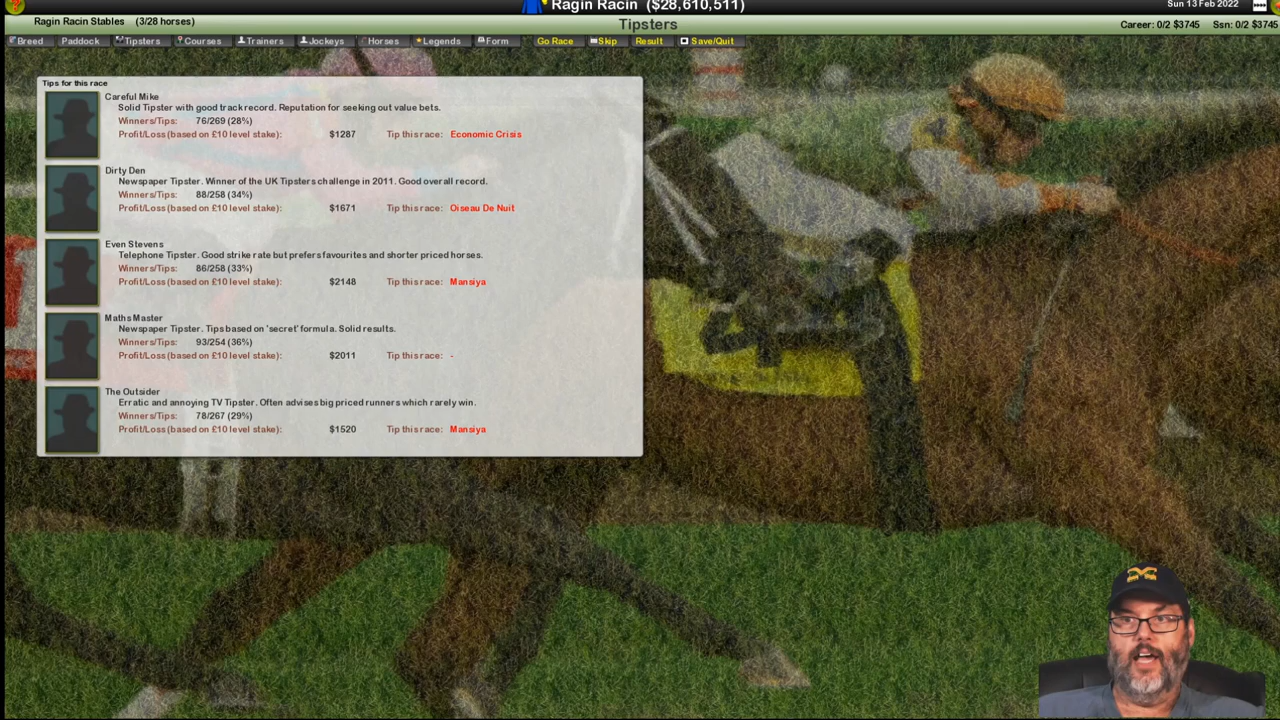 Ragin Racin ($28,610,511)
Sun 13 Feb 2022
Ragin Racin Stables (3/28 horses)
Tipsters
Career: 0/2 $3745 Ssn: 0/2 $3745
Breed Paddock Tipsters Courses Trainers Jockeys Horses Legends Form Go Race Skip Result Save/Quit
Tips for this race
Careful Mike
Solid Tipster with good track record. Reputation for seeking out value bets.
Winners/Tips: 76/269 (28%)
Profit/Loss (based on £10 level stake): $1287 Tip this race: Economic Crisis
Dirty Den
Newspaper Tipster. Winner of the UK Tipsters challenge in 2011. Good overall record.
Winners/Tips: 88/258 (34%)
Profit/Loss (based on £10 level stake): $1671 Tip this race: Oiseau De Nuit
Even Stevens
Telephone Tipster. Good strike rate but prefers favourites and shorter priced horses.
Winners/Tips: 86/258 (33%)
Profit/Loss (based on £10 level stake): $2148 Tip this race: Mansiya
Maths Master
Newspaper Tipster. Tips based on 'secret' formula. Solid results.
Winners/Tips: 93/254 (36%)
Profit/Loss (based on £10 level stake): $2011 Tip this race: -
The Outsider
Erratic and annoying TV Tipster. Often advises big priced runners which rarely win.
Winners/Tips: 78/267 (29%)
Profit/Loss (based on £10 level stake): $1520 Tip this race: Mansiya